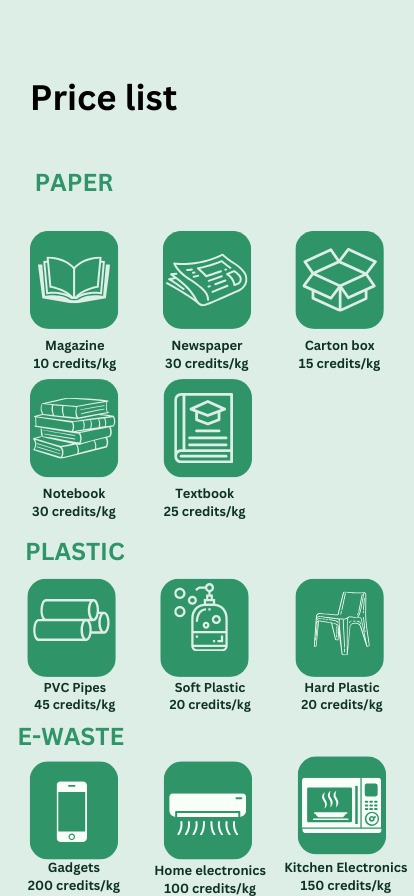 Price list
PAPER
Magazine
10 credits/kg
Newspaper
30 credits/kg
Carton box
15 credits/kg
Notebook
30 credits/kg
Textbook
25 credits/kg
PLASTIC
PVC Pipes
45 credits/kg
Soft Plastic
20 credits/kg
Hard Plastic
20 credits/kg
E-WASTE
Gadgets
200 credits/kg
Home electronics
100 credits/kg
Kitchen Electronics
150 credits/kg